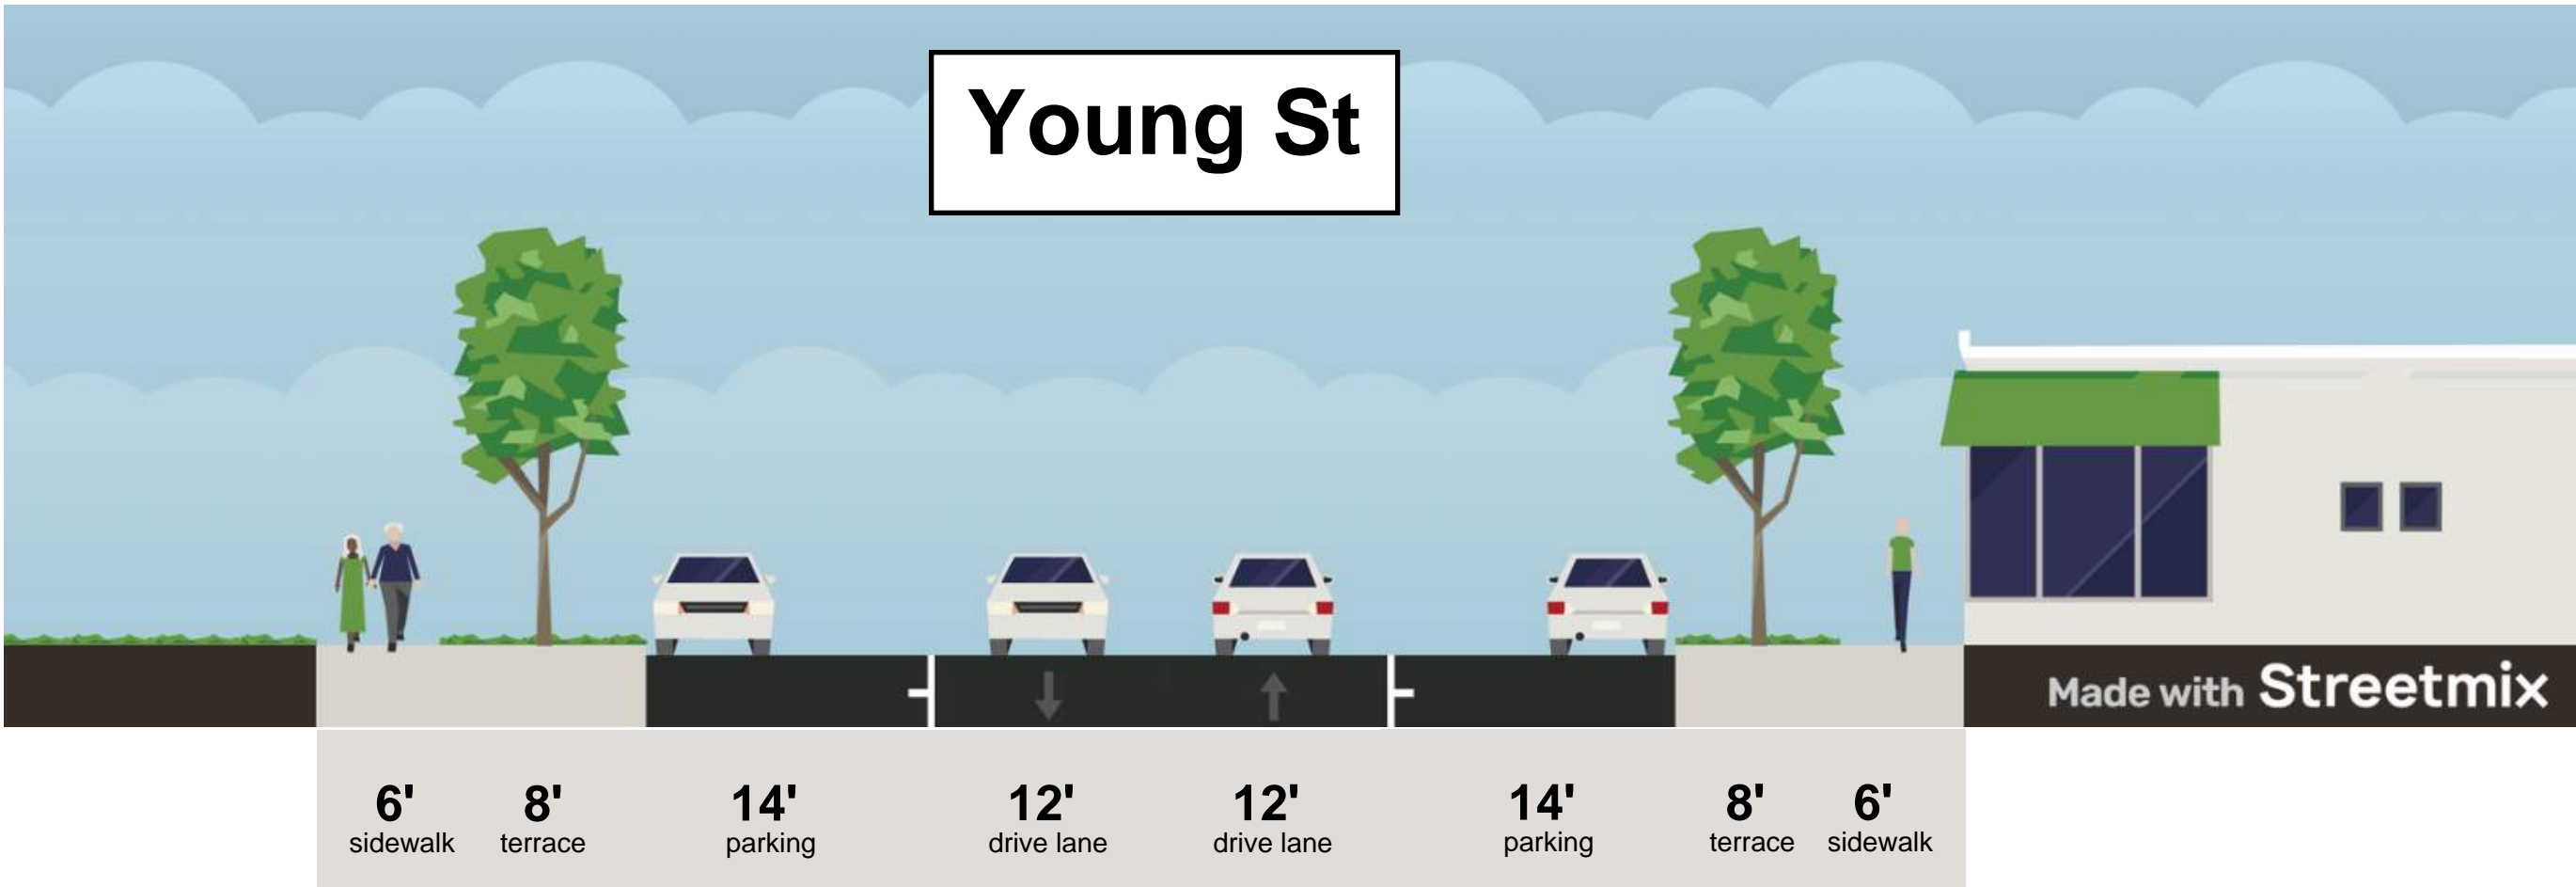 Young St
Made with Streetmix
6' 8' 14' 12' 12' 14' 8' 6'
sidewalk terrace parking drive lane drive lane parking terrace sidewalk